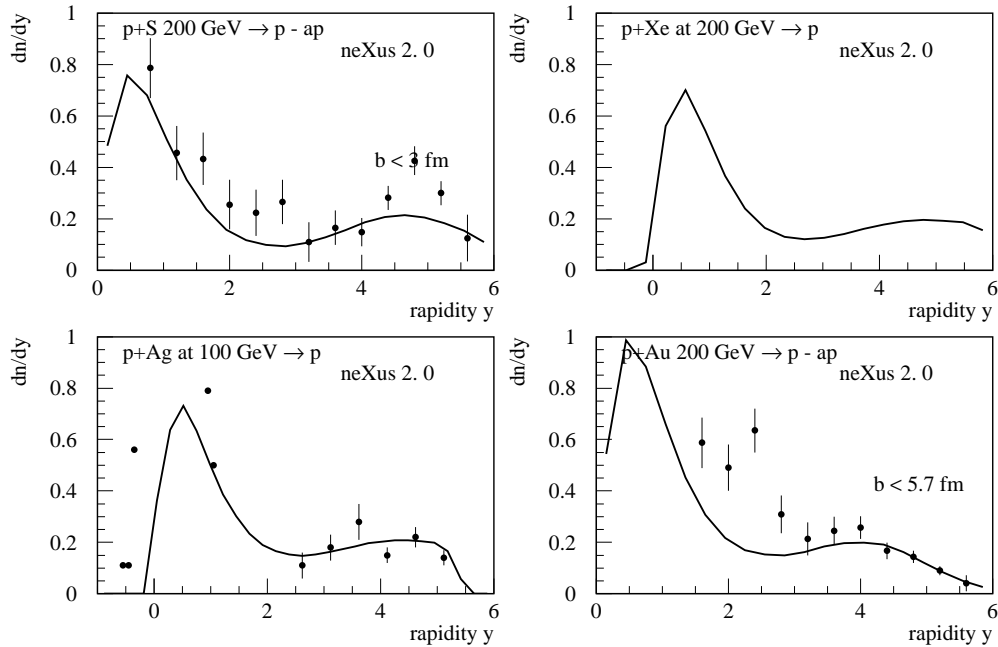 dn/dy
1
0.8
0.6
0.4
0.2
0
p+S 200 GeV → p - ap
neXus 2. 0
b < 3 fm
0 2 4 6
rapidity y
dn/dy
1
0.8
0.6
0.4
0.2
0
p+Xe at 200 GeV → p
neXus 2. 0
0 2 4 6
rapidity y
dn/dy
1
0.8
0.6
0.4
0.2
0
p+Ag at 100 GeV → p
neXus 2. 0
0 2 4 6
rapidity y
dn/dy
1
0.8
0.6
0.4
0.2
0
p+Au 200 GeV → p - ap
neXus 2. 0
b < 5.7 fm
0 2 4 6
rapidity y